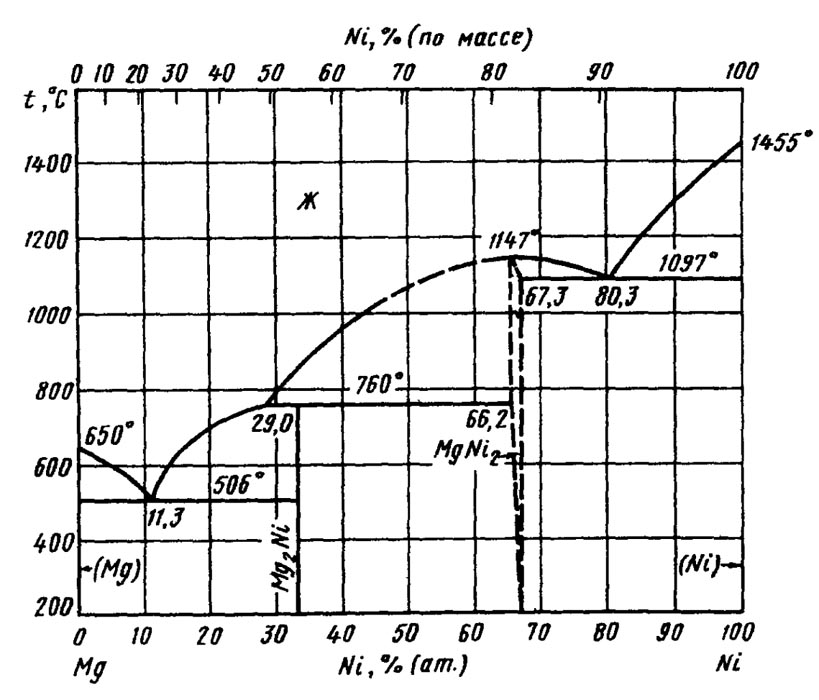 Ni, % (по массе)
0 10 20 30 40 50 60 70 80 90 100
t, °C
1455°
1400
Ж
1200
1147°
1097°
67,3 80,3
1000
800
760°
29,0 66,2
650°
MgNi₂
600
506°
11,3
400
(Mg)
Mg₂Ni
(Ni)
200
0 10 20 30 40 50 60 70 80 90 100
Mg Ni, % (ат.) Ni